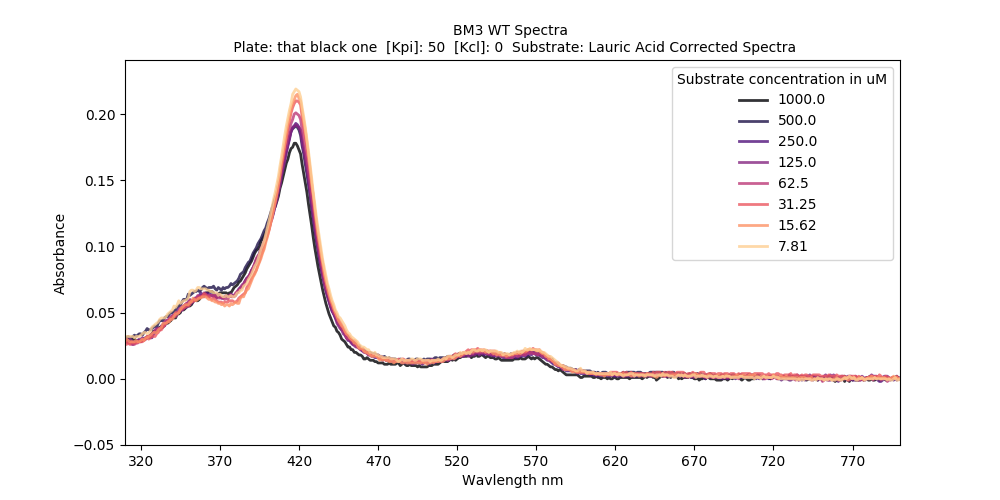 BM3 WT Spectra
Plate: that black one [Kpi]: 50 [Kcl]: 0 Substrate: Lauric Acid Corrected Spectra
Substrate concentration in uM
1000.0
500.0
250.0
125.0
62.5
31.25
15.62
7.81
Absorbance
0.20
0.15
0.10
0.05
0.00
−0.05
320 370 420 470 520 570 620 670 720 770
Wavlength nm